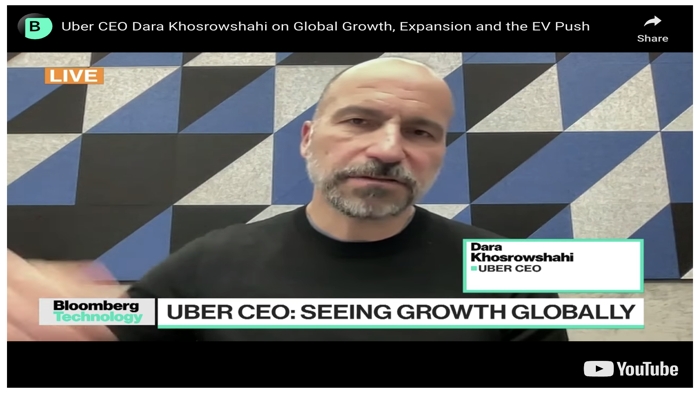 B
Uber CEO Dara Khosrowshahi on Global Growth, Expansion and the EV Push
Share
LIVE
Dara
Khosrowshahi
UBER CEO
Bloomberg
Technology
UBER CEO: SEEING GROWTH GLOBALLY
YouTube